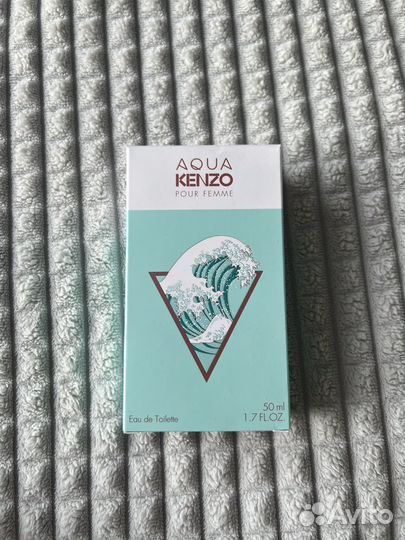 AQUA
KENZO
POUR FEMME
Eau de Toilette
50 ml
1.7 FL.OZ.
Avito